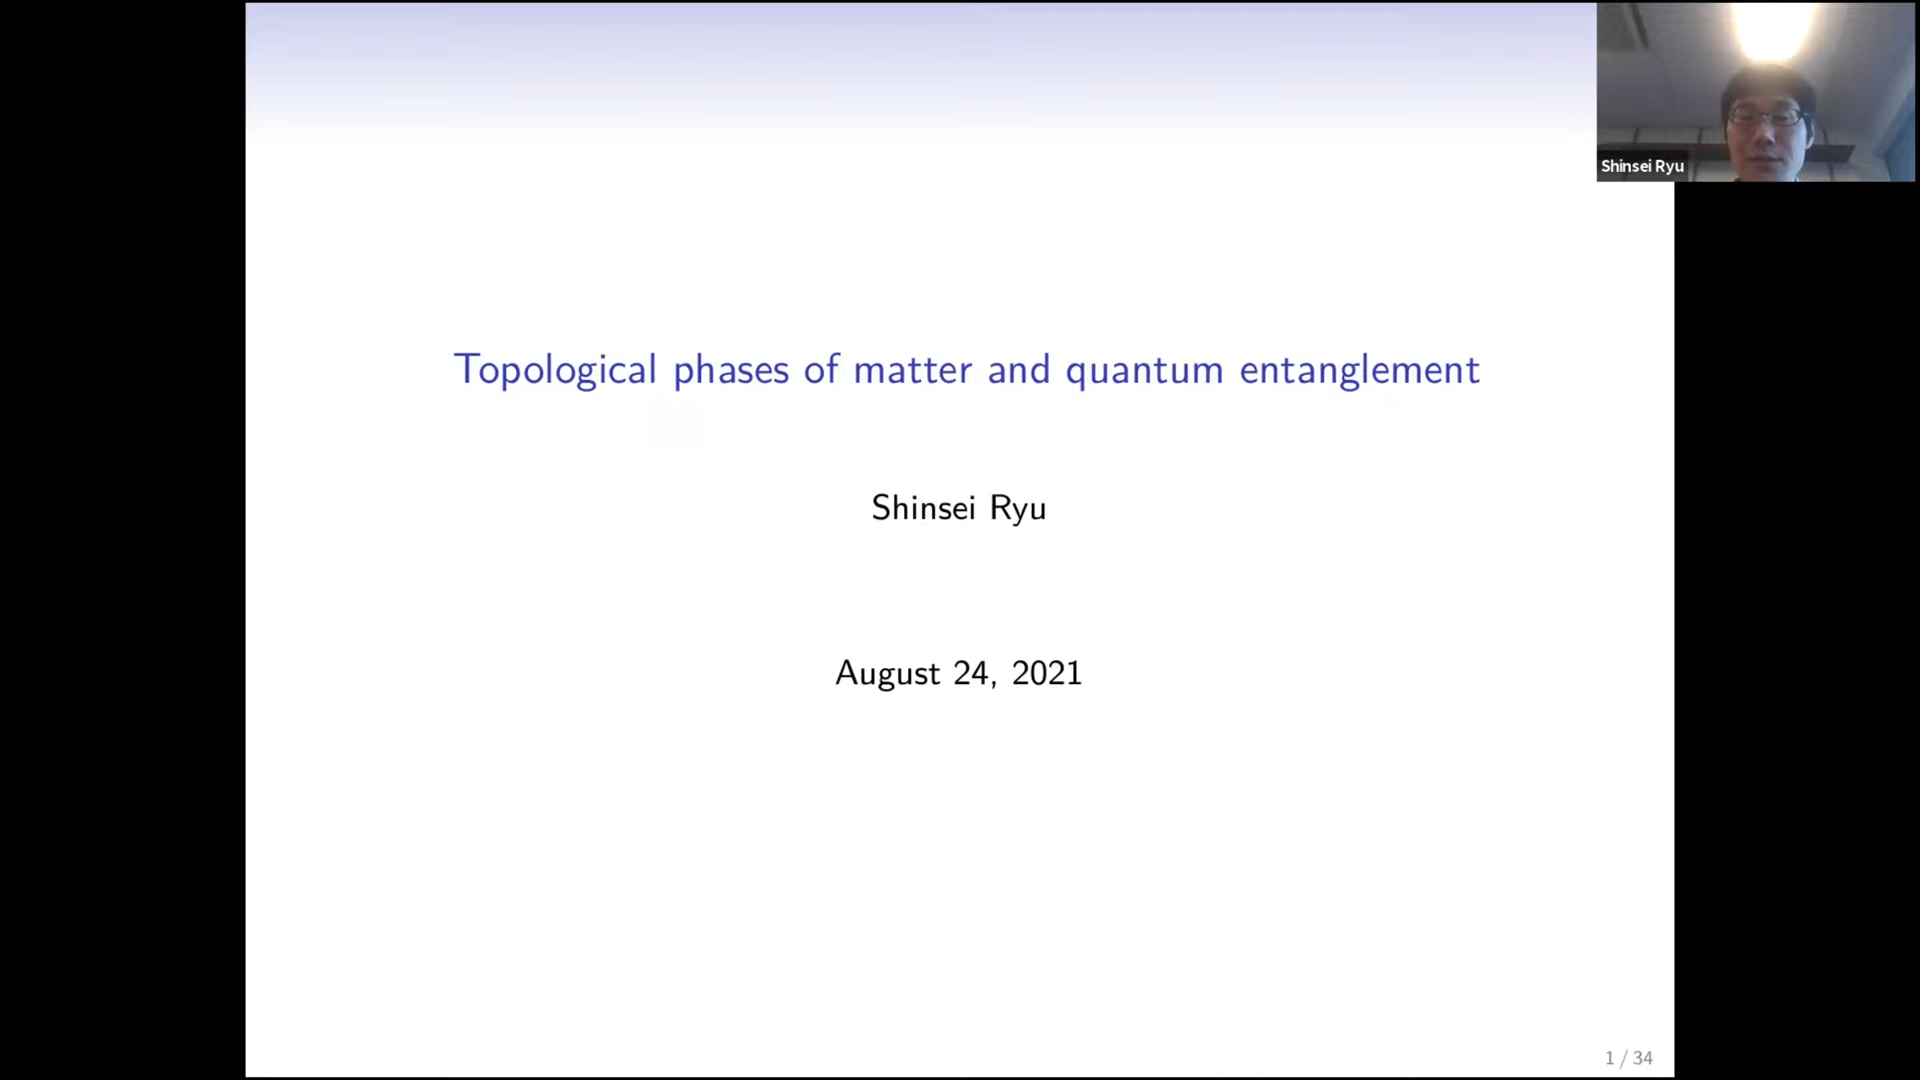 Shinsei Ryu
Topological phases of matter and quantum entanglement
Shinsei Ryu
August 24, 2021
1 / 34